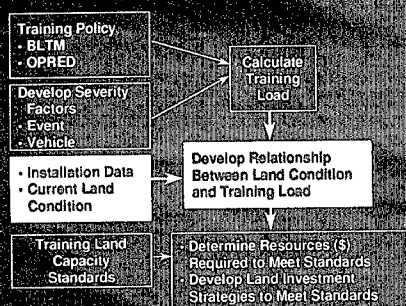 Training Policy
• BLTM
• OPRED
Calculate
Training
Load
Develop Severity
Factors
• Event
• Vehicle
• Installation Data
• Current Land
Condition
Develop Relationship
Between Land Condition
and Training Load
Training Land
Capacity
Standards
· Determine Resources ($)
Required to Meet Standards
· Develop Land Investment
Strategies to Meet Standards